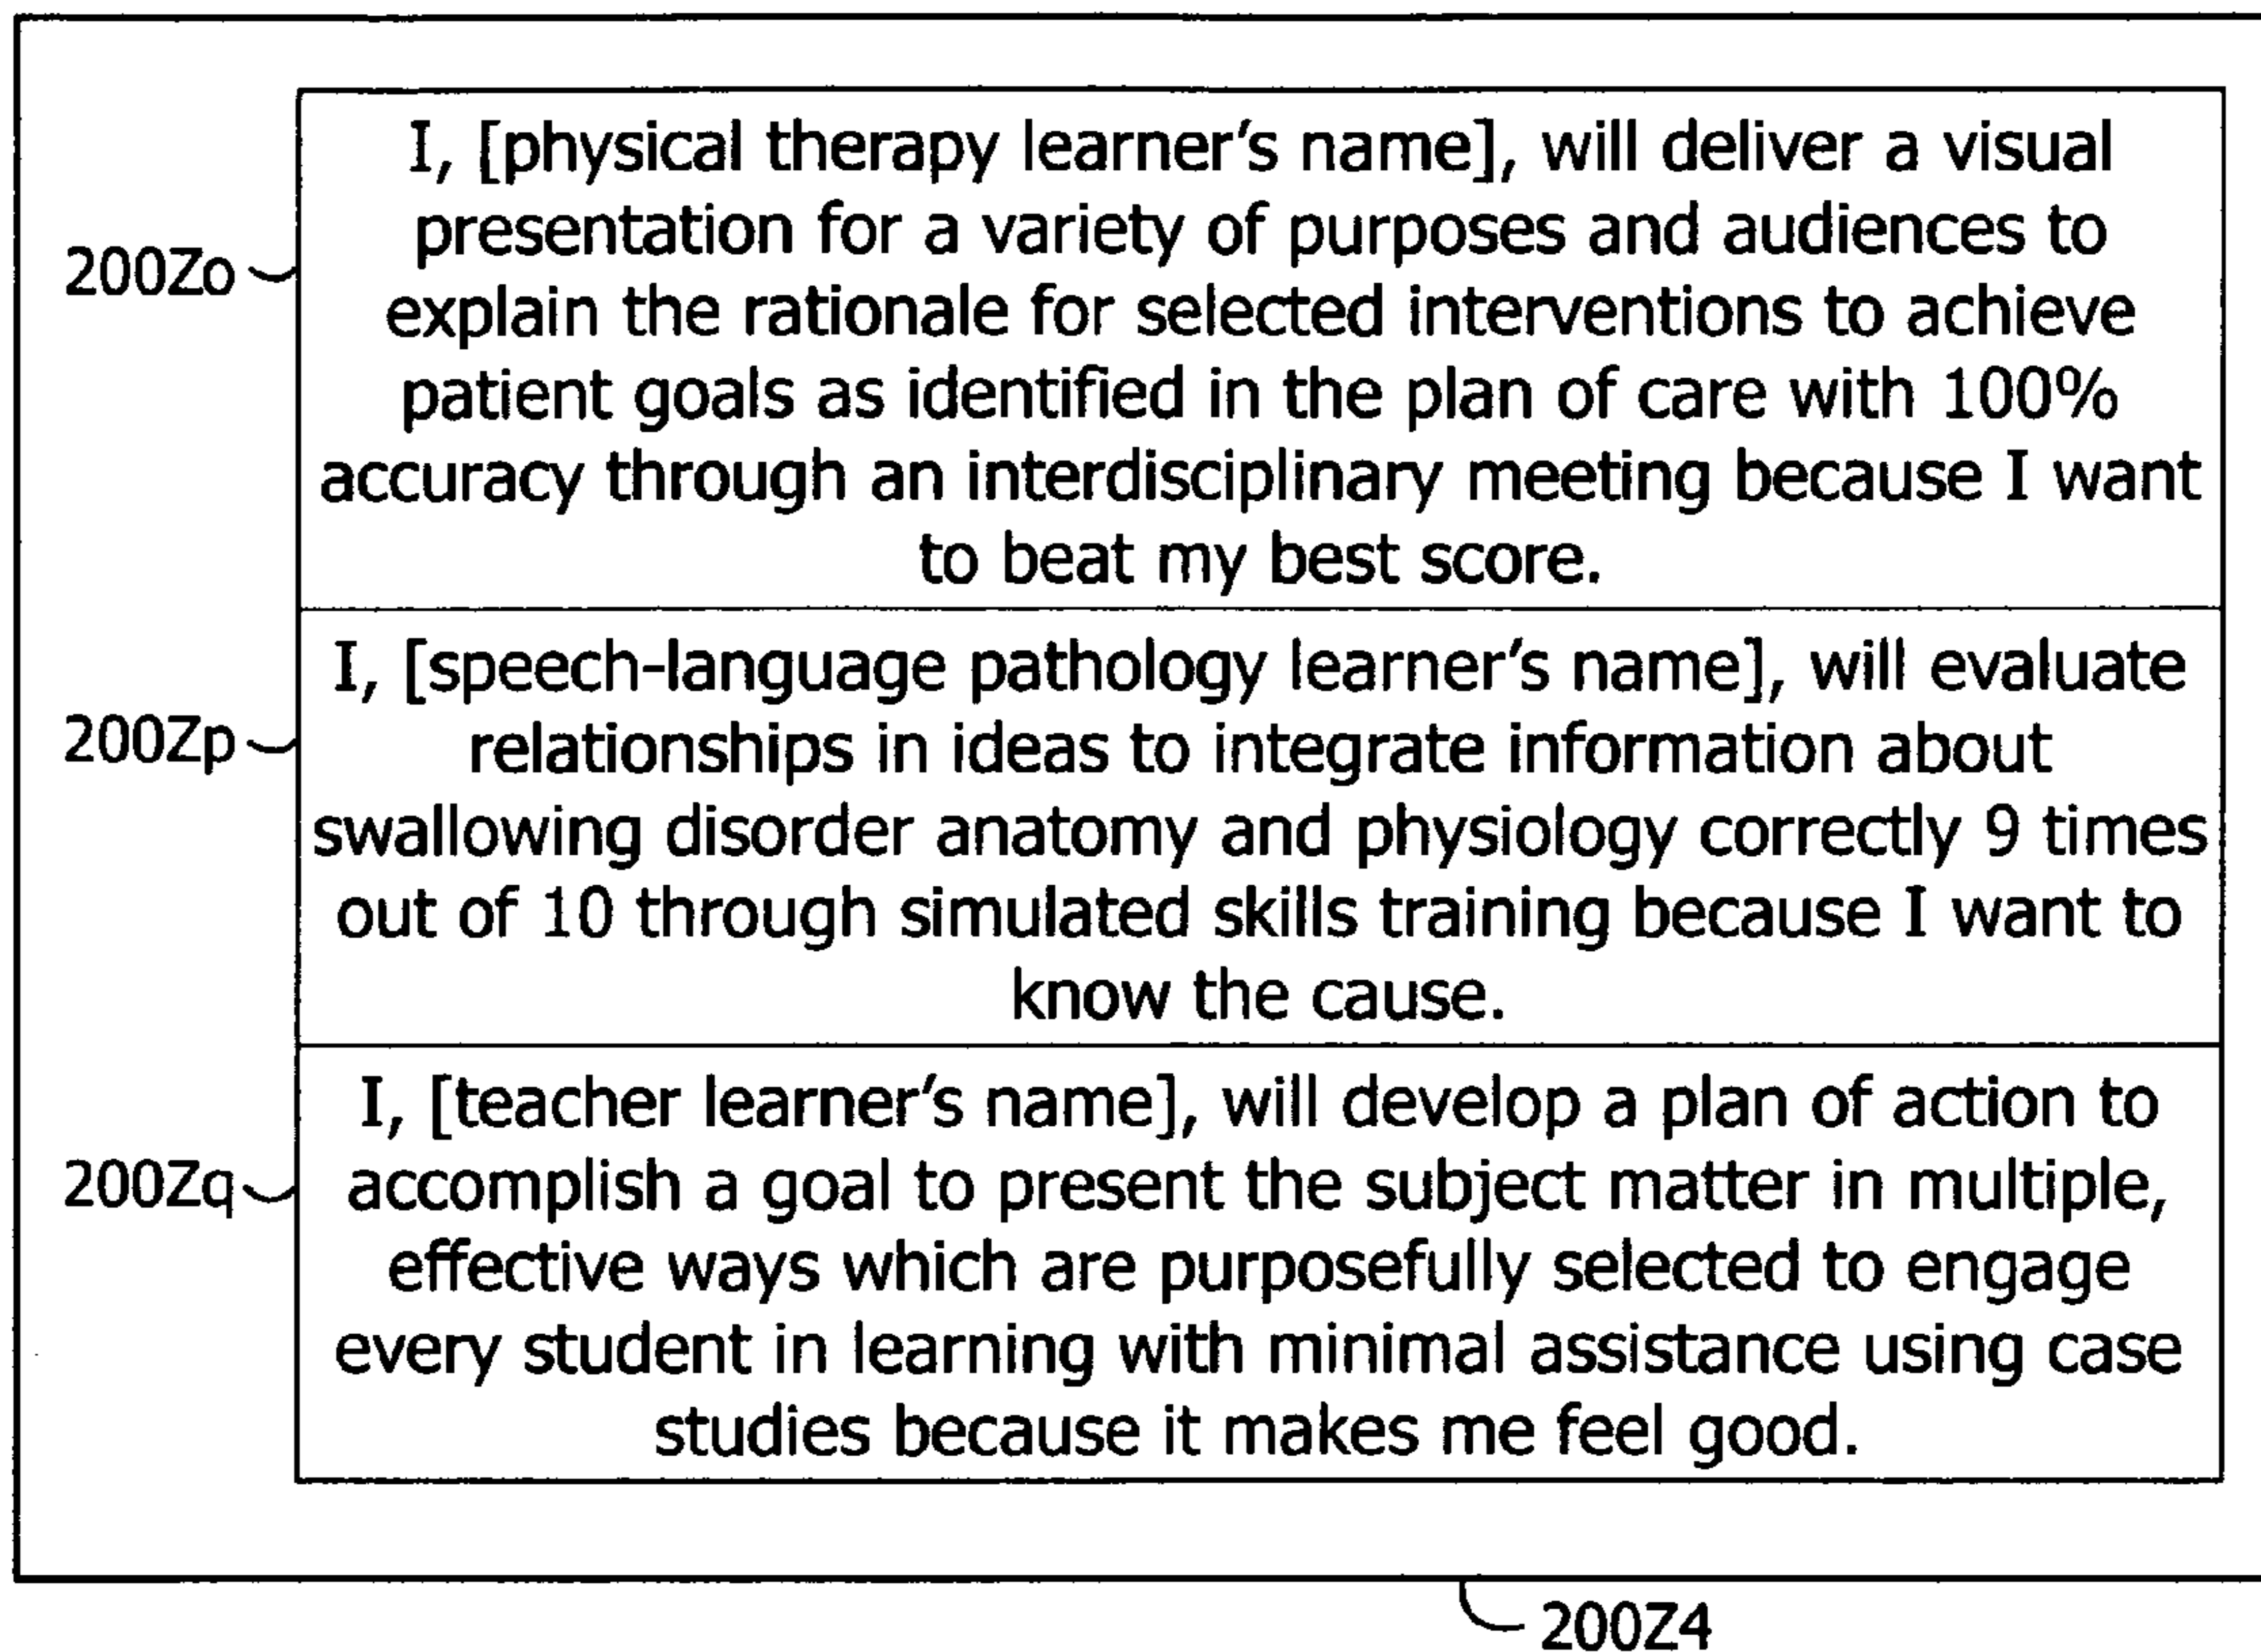 I, [physical therapy learner's name], will deliver a visual
presentation for a variety of purposes and audiences to
200Zo
explain the rationale for selected interventions to achieve
patient goals as identified in the plan of care with 100%
accuracy through an interdisciplinary meeting because I want
to beat my best score.
I, [speech-language pathology learner's name], will evaluate
200Zp
relationships in ideas to integrate information about
swallowing disorder anatomy and physiology correctly 9 times
out of 10 through simulated skills training because I want to
know the cause.
I, [teacher learner's name], will develop a plan of action to
200Zq
accomplish a goal to present the subject matter in multiple,
effective ways which are purposefully selected to engage
every student in learning with minimal assistance using case
studies because it makes me feel good.
200Z4